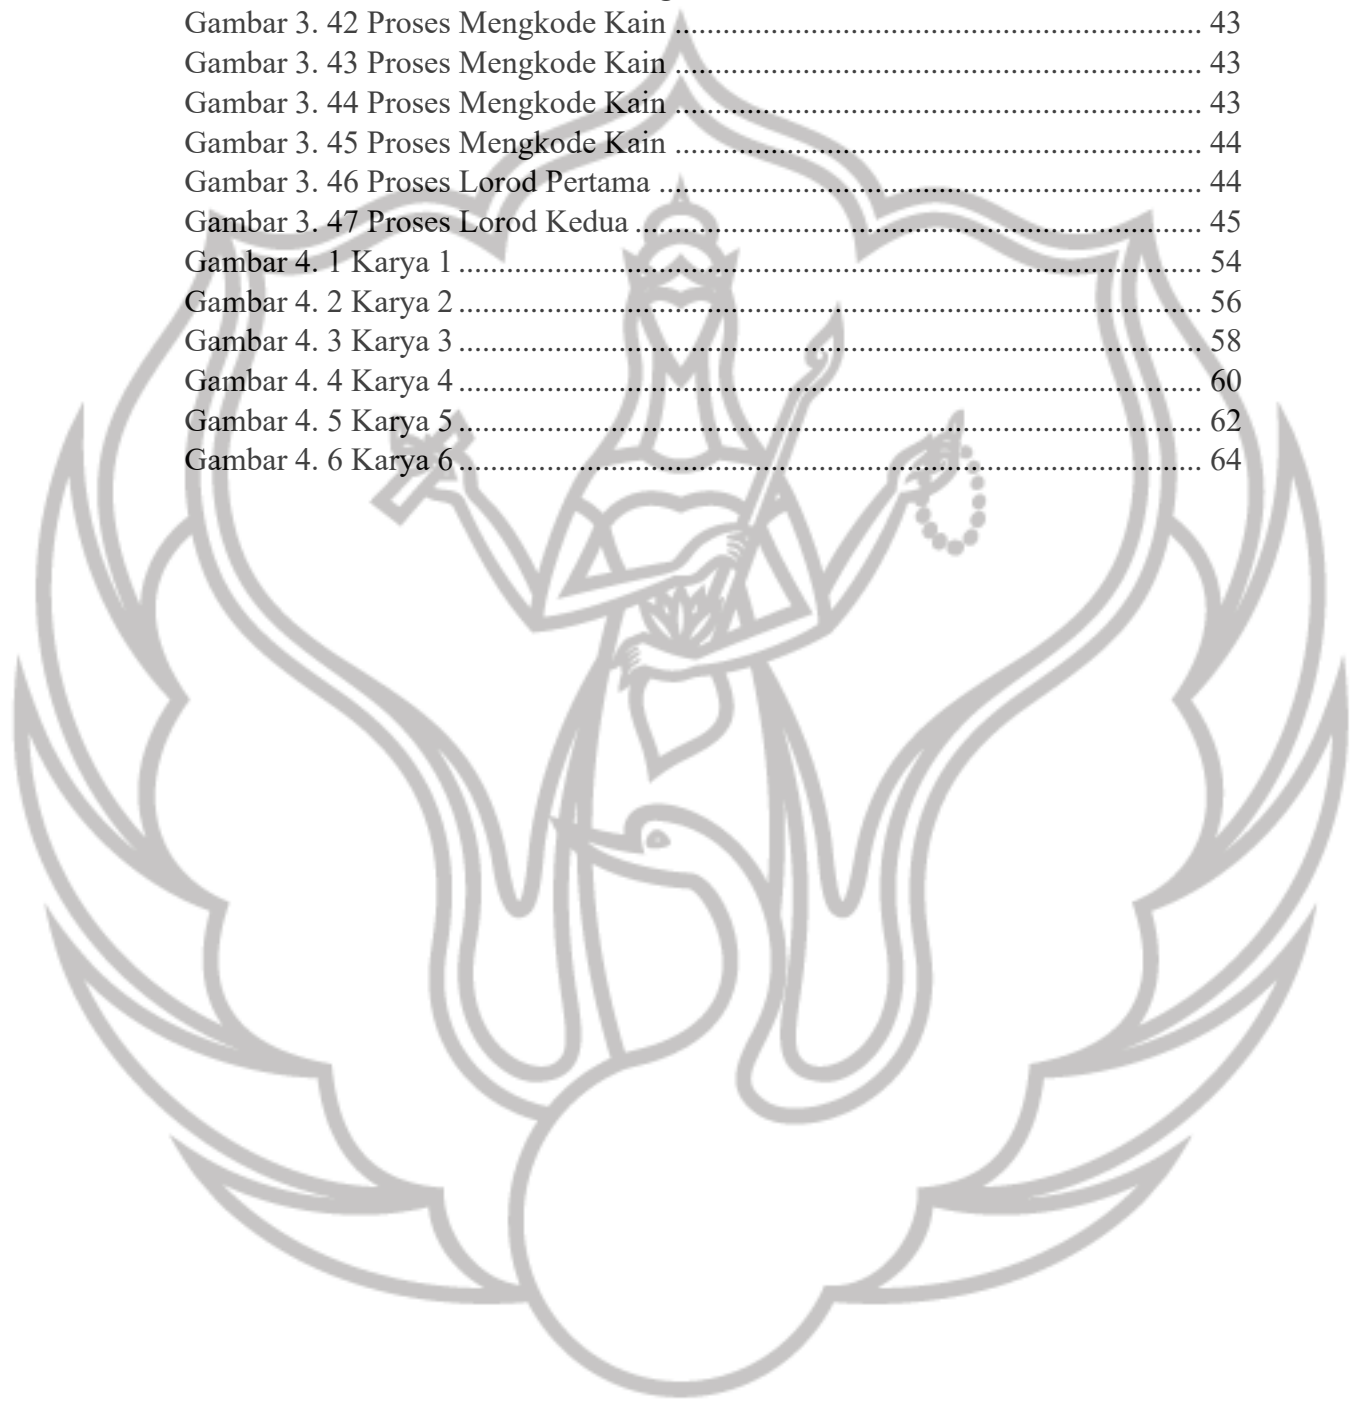 Gambar 3. 42 Proses Mengkode Kain ........................................................... 43
Gambar 3. 43 Proses Mengkode Kain ........................................................... 43
Gambar 3. 44 Proses Mengkode Kain ........................................................... 43
Gambar 3. 45 Proses Mengkode Kain ........................................................... 44
Gambar 3. 46 Proses Lorod Pertama ............................................................. 44
Gambar 3. 47 Proses Lorod Kedua ................................................................ 45
Gambar 4. 1 Karya 1 ...................................................................................... 54
Gambar 4. 2 Karya 2 ...................................................................................... 56
Gambar 4. 3 Karya 3 ...................................................................................... 58
Gambar 4. 4 Karya 4 ...................................................................................... 60
Gambar 4. 5 Karya 5 ...................................................................................... 62
Gambar 4. 6 Karya 6 ...................................................................................... 64